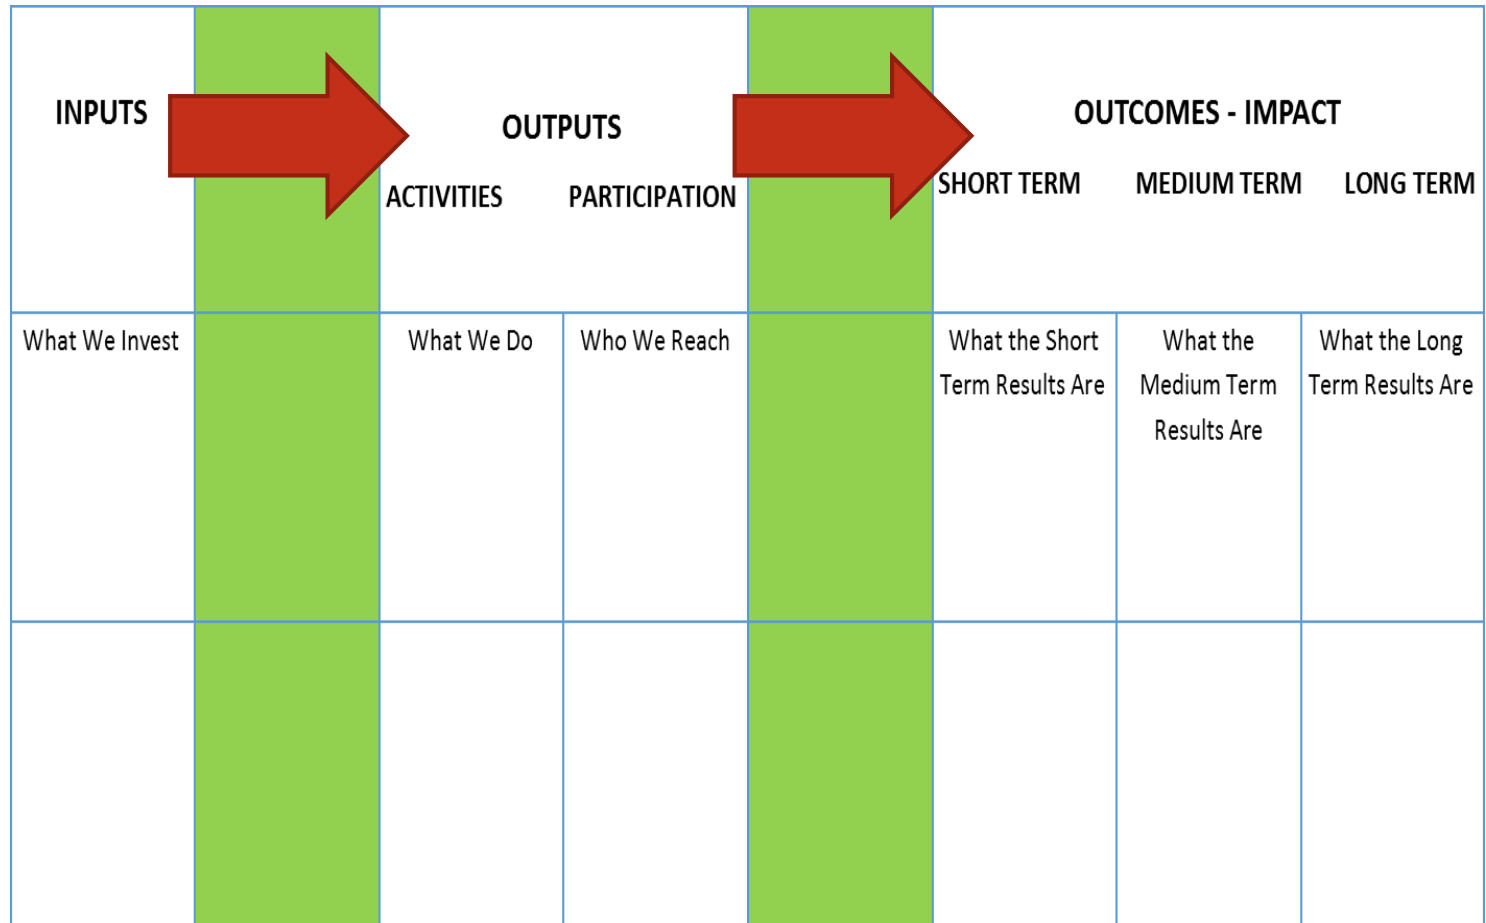 INPUTS
OUTPUTS
ACTIVITIES PARTICIPATION
OUTCOMES - IMPACT
SHORT TERM MEDIUM TERM LONG TERM
What We Invest
What We Do
Who We Reach
What the Short
Term Results Are
What the
Medium Term
Results Are
What the Long
Term Results Are